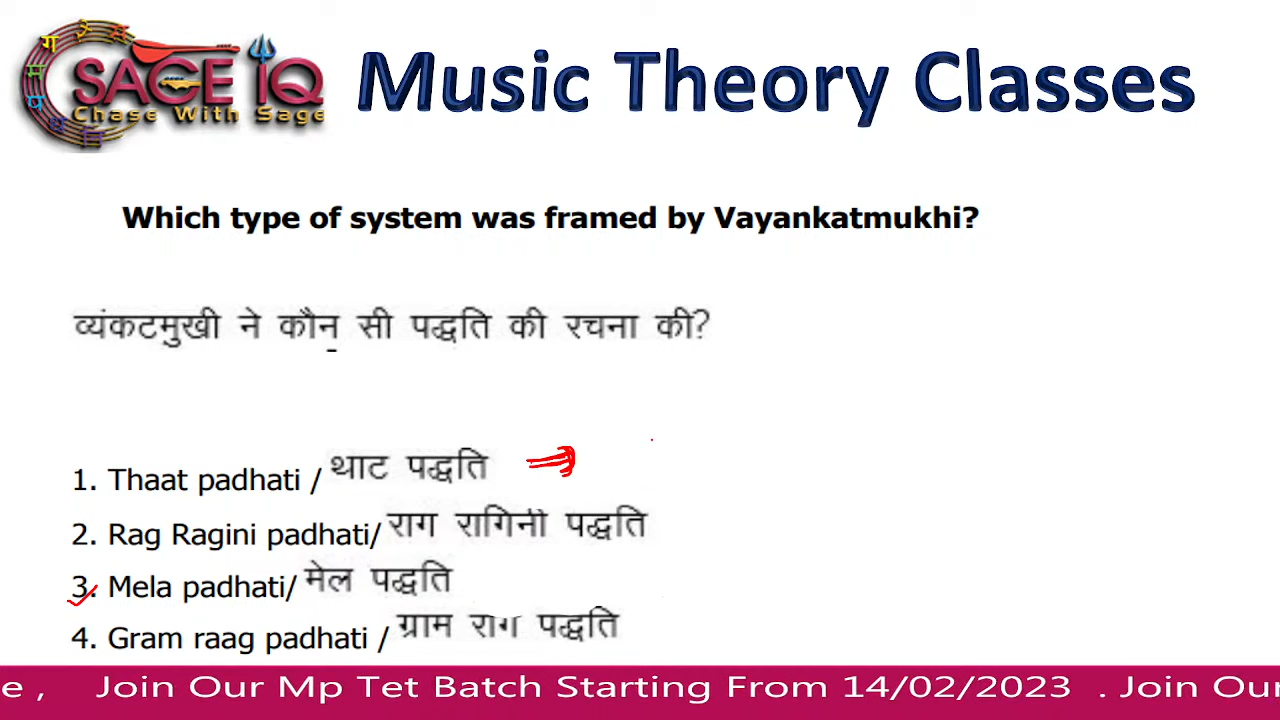 SAGE IQ
Chase With Sage
Music Theory Classes
Which type of system was framed by Vayankatmukhi?
व्यंकटमुखी ने कौन सी पद्धति की रचना की?
1. Thaat padhati / थाट पद्धति
2. Rag Ragini padhati/ राग रागिनी पद्धति
3. Mela padhati/ मेल पद्धति
4. Gram raag padhati / ग्राम राग पद्धति
e , Join Our Mp Tet Batch Starting From 14/02/2023 . Join Our